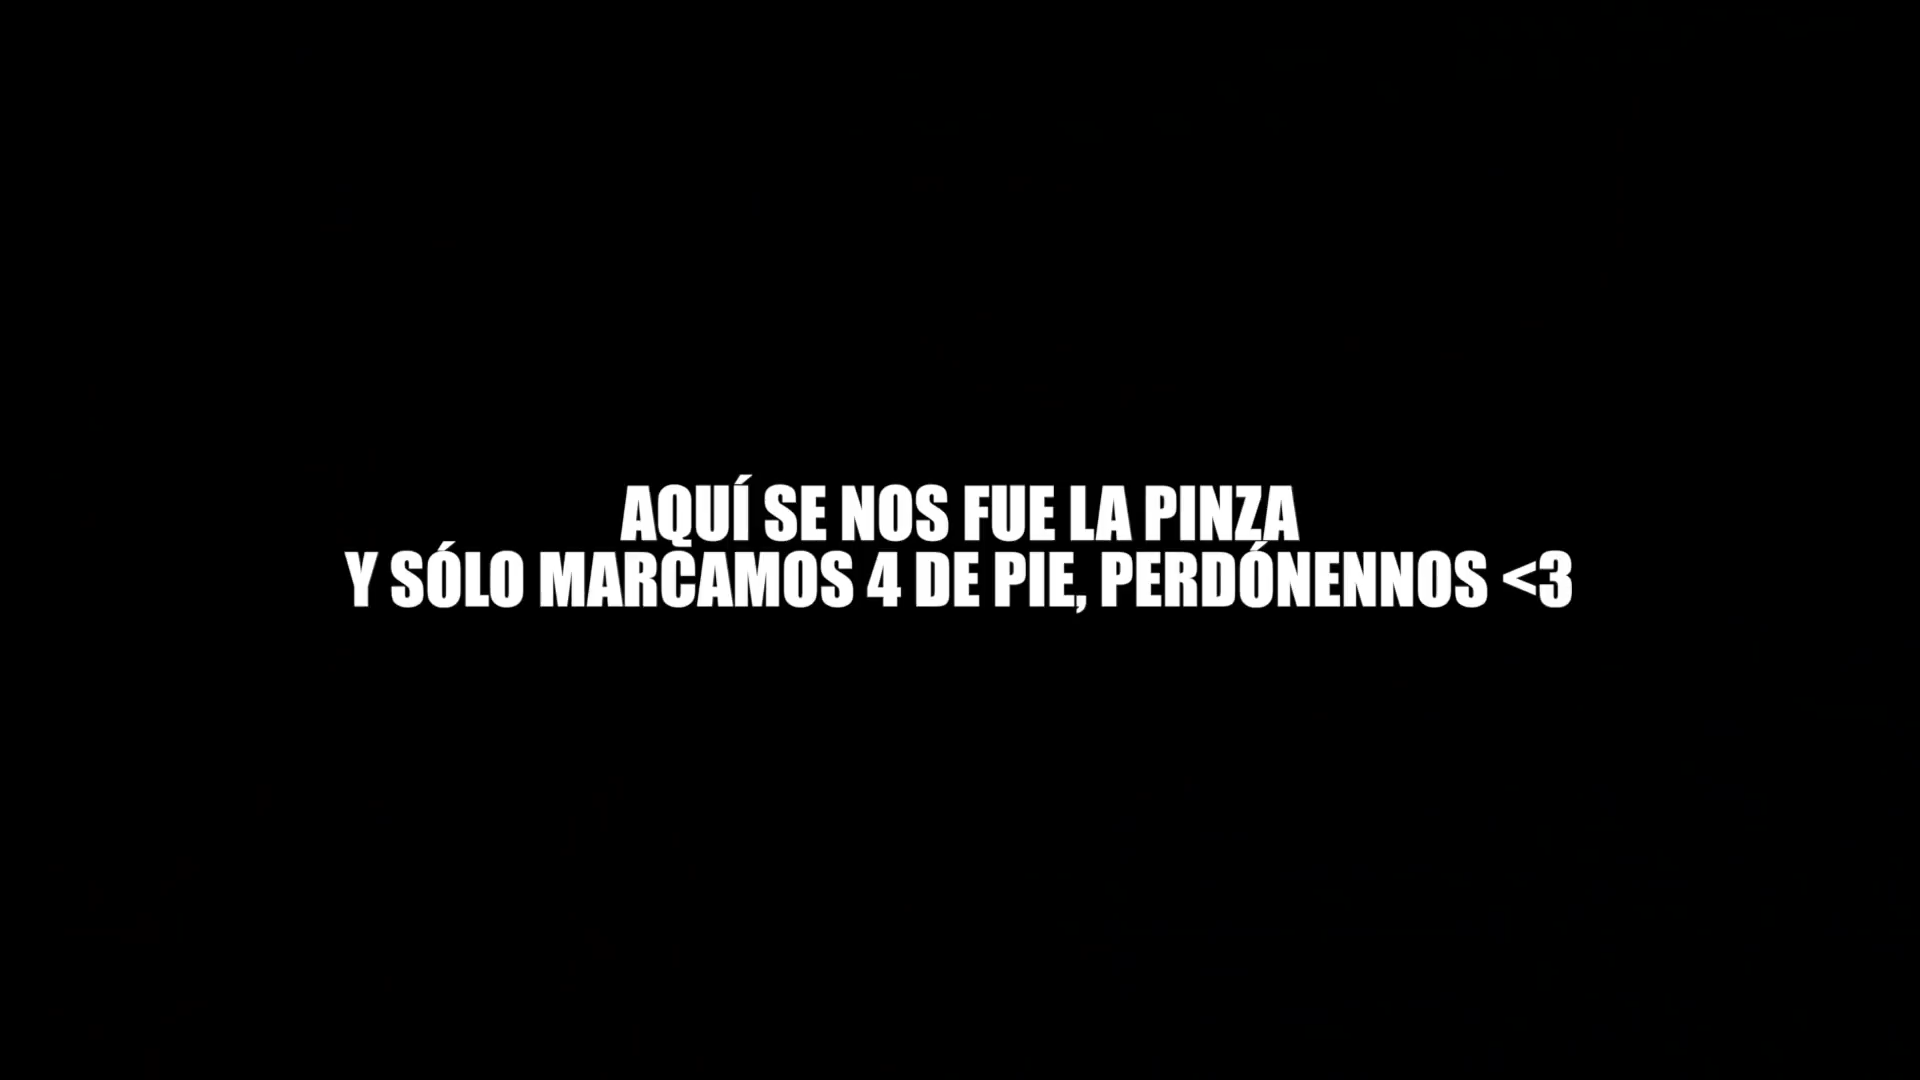 AQUÍ SE NOS FUE LA PINZA
Y SÓLO MARCAMOS 4 DE PIE, PERDÓNENNOS <3